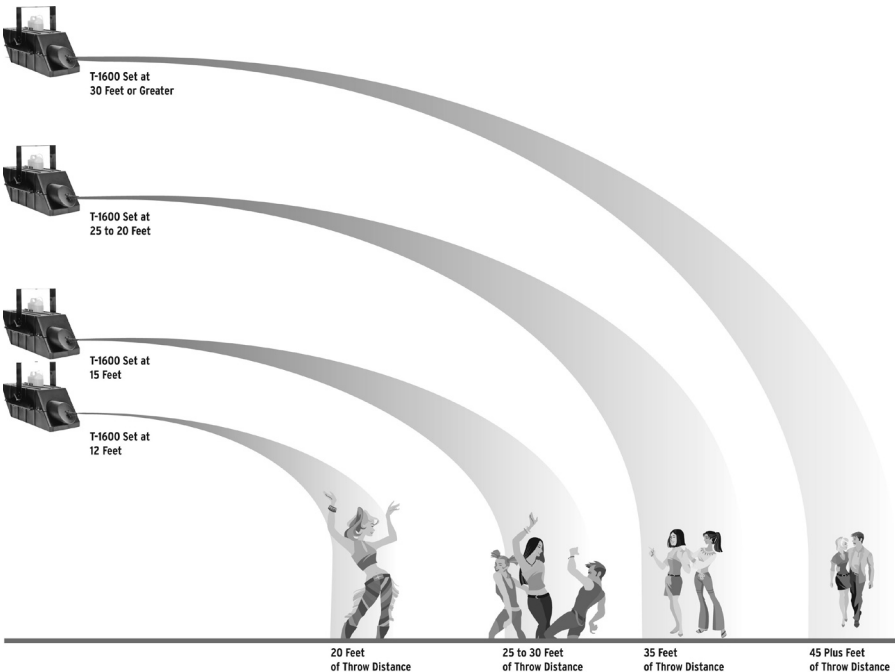 T-1600 Set at
30 Feet or Greater
T-1600 Set at
25 to 20 Feet
T-1600 Set at
15 Feet
T-1600 Set at
12 Feet
20 Feet
of Throw Distance
25 to 30 Feet
of Throw Distance
35 Feet
of Throw Distance
45 Plus Feet
of Throw Distance